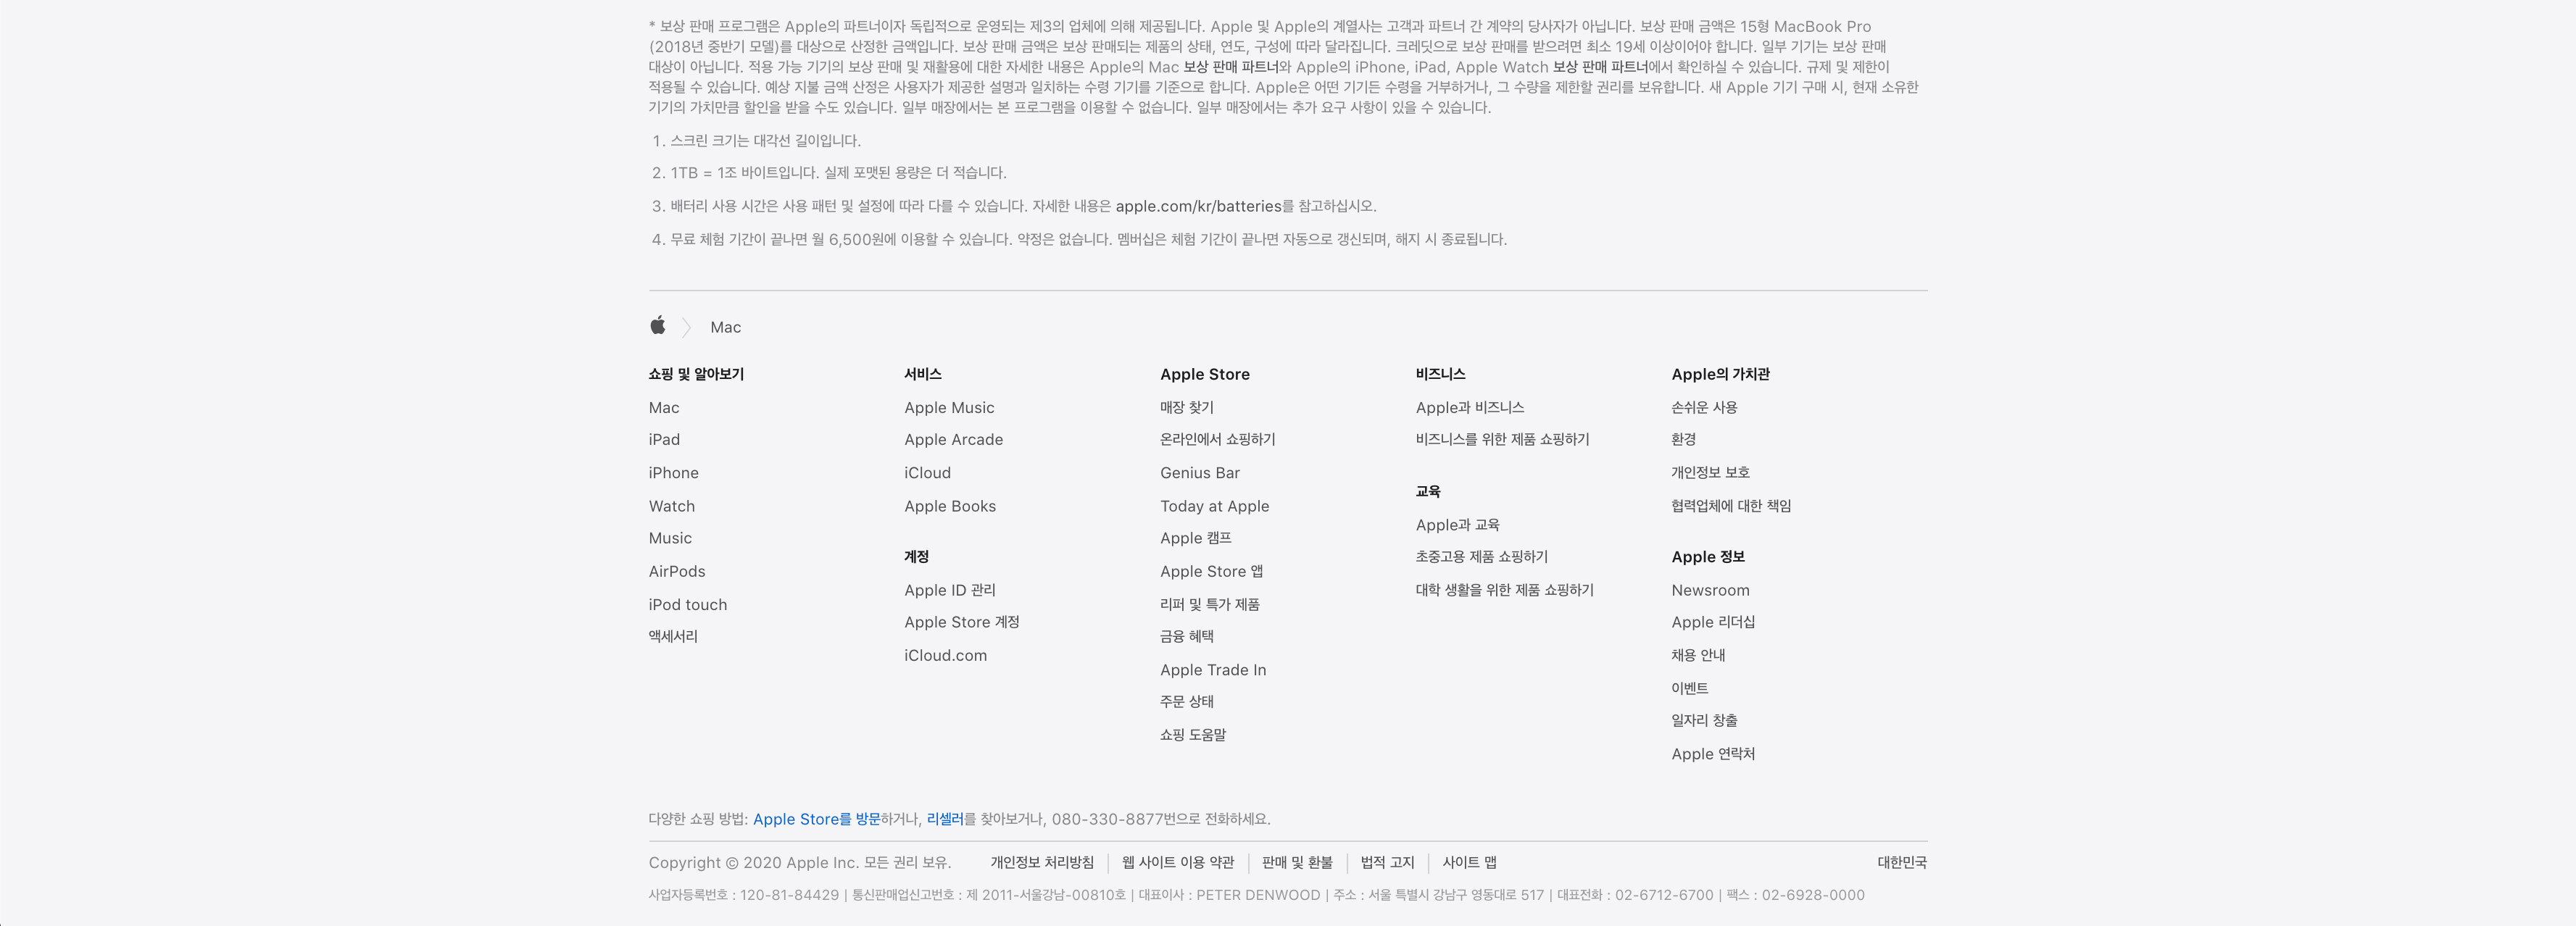 * 보상 판매 프로그램은 Apple의 파트너이자 독립적으로 운영되는 제3의 업체에 의해 제공됩니다. Apple 및 Apple의 계열사는 고객과 파트너 간 계약의 당사자가 아닙니다. 보상 판매 금액은 15형 MacBook Pro
(2018년 중반기 모델)를 대상으로 산정한 금액입니다. 보상 판매 금액은 보상 판매되는 제품의 상태, 연도, 구성에 따라 달라집니다. 크레딧으로 보상 판매를 받으려면 최소 19세 이상이어야 합니다. 일부 기기는 보상 판매
대상이 아닙니다. 적용 가능 기기의 보상 판매 및 재활용에 대한 자세한 내용은 Apple의 Mac 보상 판매 파트너와 Apple의 iPhone, iPad, Apple Watch 보상 판매 파트너에서 확인하실 수 있습니다. 규제 및 제한이
적용될 수 있습니다. 예상 지불 금액 산정은 사용자가 제공한 설명과 일치하는 수령 기기를 기준으로 합니다. Apple은 어떤 기기든 수령을 거부하거나, 그 수량을 제한할 권리를 보유합니다. 새 Apple 기기 구매 시, 현재 소유한
기기의 가치만큼 할인을 받을 수도 있습니다. 일부 매장에서는 본 프로그램을 이용할 수 없습니다. 일부 매장에서는 추가 요구 사항이 있을 수 있습니다.
1. 스크린 크기는 대각선 길이입니다.
2. 1TB = 1조 바이트입니다. 실제 포맷된 용량은 더 적습니다.
3. 배터리 사용 시간은 사용 패턴 및 설정에 따라 다를 수 있습니다. 자세한 내용은 apple.com/kr/batteries를 참고하십시오.
4. 무료 체험 기간이 끝나면 월 6,500원에 이용할 수 있습니다. 약정은 없습니다. 멤버십은 체험 기간이 끝나면 자동으로 갱신되며, 해지 시 종료됩니다.
Mac
쇼핑 및 알아보기
Mac
iPad
iPhone
Watch
Music
AirPods
iPod touch
액세서리
서비스
Apple Music
Apple Arcade
iCloud
Apple Books
계정
Apple ID 관리
Apple Store 계정
iCloud.com
Apple Store
매장 찾기
온라인에서 쇼핑하기
Genius Bar
Today at Apple
Apple 캠프
Apple Store 앱
리퍼 및 특가 제품
금융 혜택
Apple Trade In
주문 상태
쇼핑 도움말
비즈니스
Apple과 비즈니스
비즈니스를 위한 제품 쇼핑하기
교육
Apple과 교육
초중고용 제품 쇼핑하기
대학 생활을 위한 제품 쇼핑하기
Apple의 가치관
손쉬운 사용
환경
개인정보 보호
협력업체에 대한 책임
Apple 정보
Newsroom
Apple 리더십
채용 안내
이벤트
일자리 창출
Apple 연락처
다양한 쇼핑 방법: Apple Store를 방문하거나, 리셀러를 찾아보거나, 080-330-8877번으로 전화하세요.
Copyright © 2020 Apple Inc. 모든 권리 보유. 개인정보 처리방침 | 웹 사이트 이용 약관 | 판매 및 환불 | 법적 고지 | 사이트 맵 대한민국
사업자등록번호 : 120-81-84429 | 통신판매업신고번호 : 제 2011-서울강남-00810호 | 대표이사 : PETER DENWOOD | 주소 : 서울 특별시 강남구 영동대로 517 | 대표전화 : 02-6712-6700 | 팩스 : 02-6928-0000